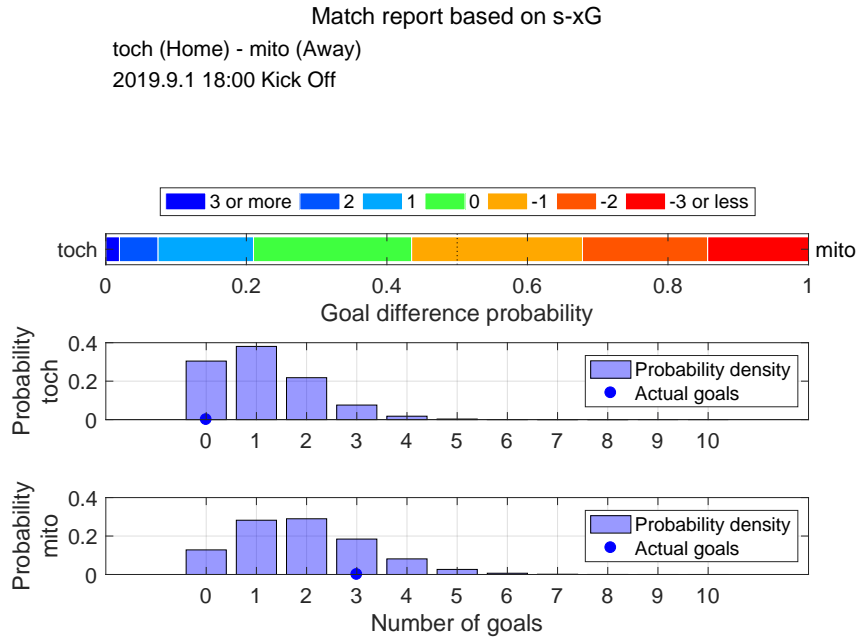 Match report based on s-xG
toch (Home) - mito (Away)
2019.9.1 18:00 Kick Off
3 or more 2 1 0 -1 -2 -3 or less
toch mito
0 0.2 0.4 0.6 0.8 1
Goal difference probability
Probability
toch
0.4
0.2
0
Probability density
Actual goals
0 1 2 3 4 5 6 7 8 9 10
Probability
mito
0.4
0.2
0
Probability density
Actual goals
0 1 2 3 4 5 6 7 8 9 10
Number of goals